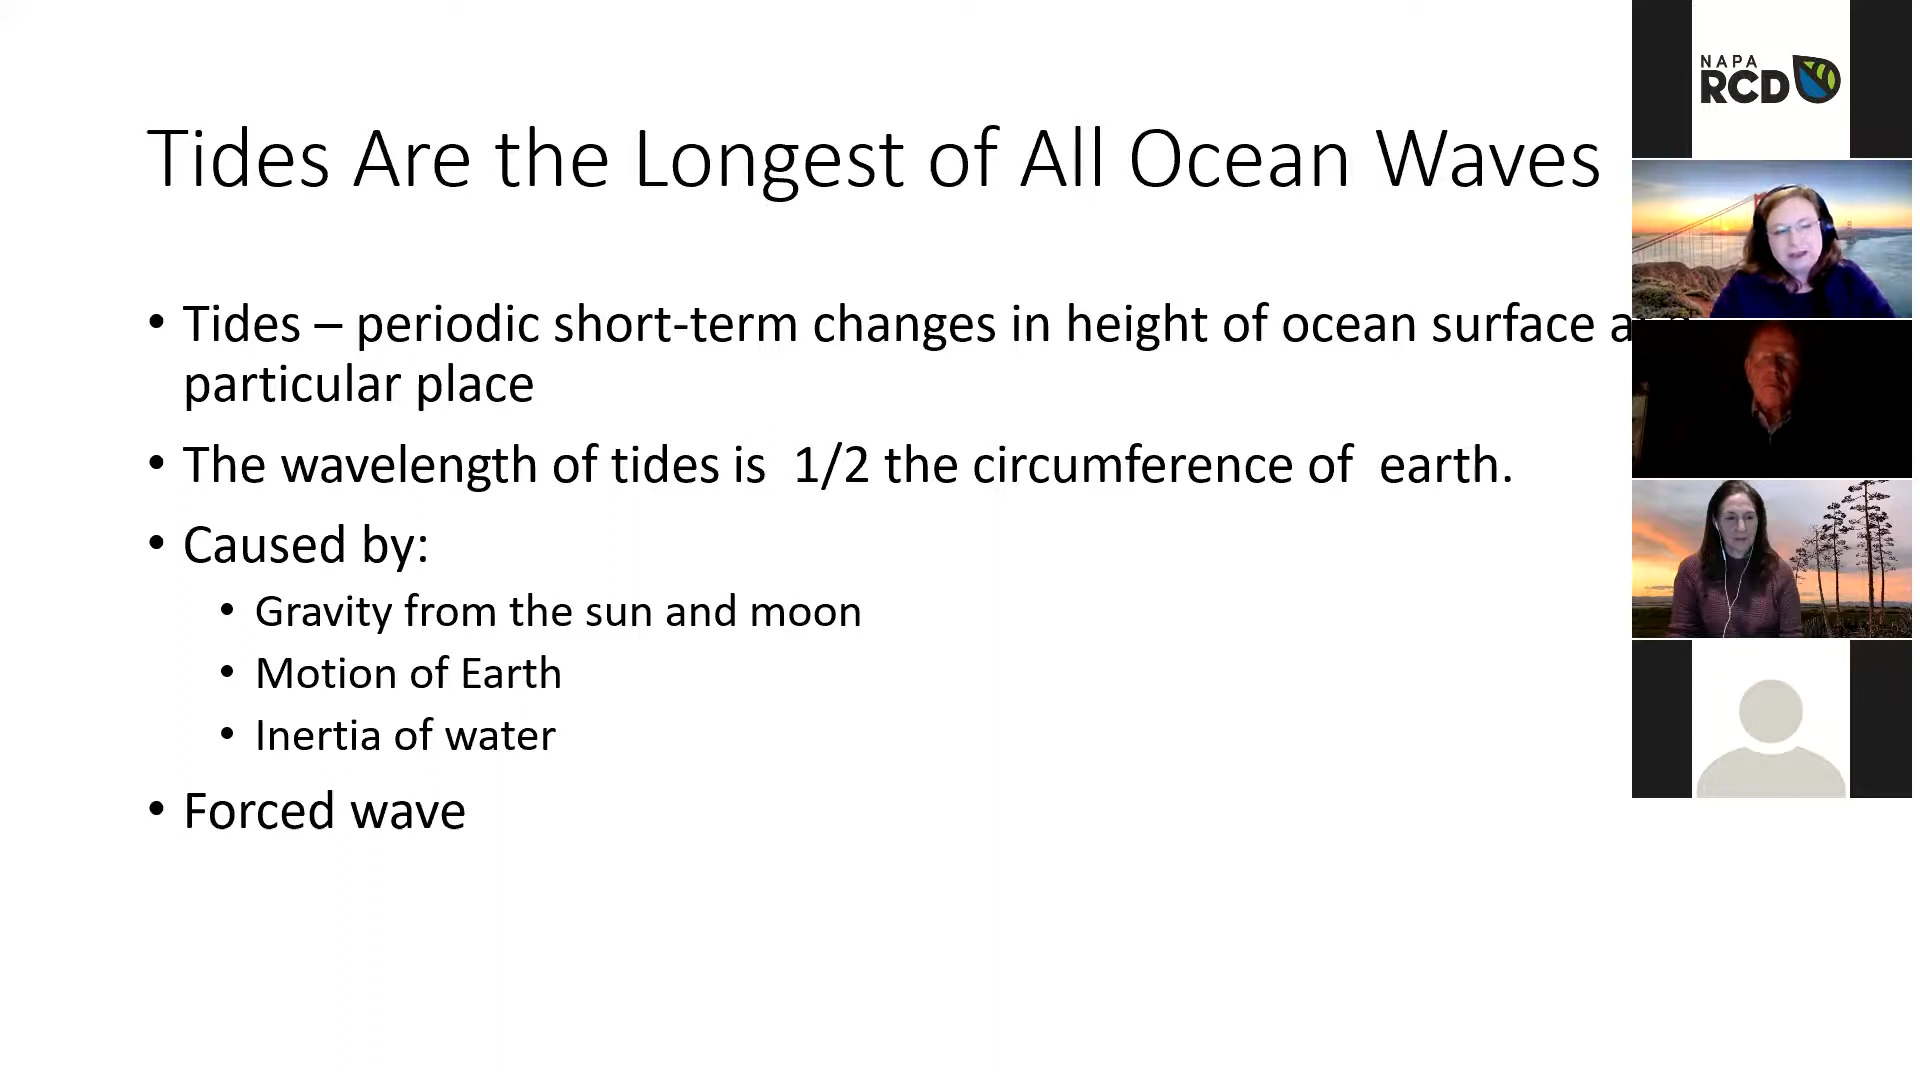 Tides Are the Longest of All Ocean Waves
• Tides – periodic short-term changes in height of ocean surface
particular place
• The wavelength of tides is 1/2 the circumference of earth.
• Caused by:
• Gravity from the sun and moon
• Motion of Earth
• Inertia of water
• Forced wave
NAPA
RCD